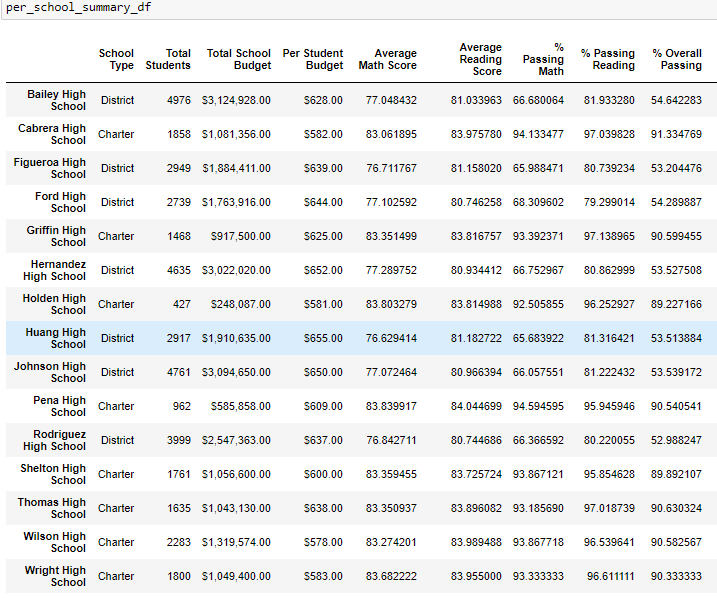 per_school_summary_df
School Type Total Students Total School Budget Per Student Budget Average Math Score Average Reading Score % Passing Math % Passing Reading % Overall Passing
Bailey High School District 4976 $3,124,928.00 $628.00 77.048432 81.033963 66.680064 81.933280 54.642283
Cabrera High School Charter 1858 $1,081,356.00 $582.00 83.061895 83.975780 94.133477 97.039828 91.334769
Figueroa High School District 2949 $1,884,411.00 $639.00 76.711767 81.158020 65.988471 80.739234 53.204476
Ford High School District 2739 $1,763,916.00 $644.00 77.102592 80.746258 68.309602 79.299014 54.289887
Griffin High School Charter 1468 $917,500.00 $625.00 83.351499 83.816757 93.392371 97.138965 90.599455
Hernandez High School District 4635 $3,022,020.00 $652.00 77.289752 80.934412 66.752967 80.862999 53.527508
Holden High School Charter 427 $248,087.00 $581.00 83.803279 83.814988 92.505855 96.252927 89.227166
Huang High School District 2917 $1,910,635.00 $655.00 76.629414 81.182722 65.683922 81.316421 53.513884
Johnson High School District 4761 $3,094,650.00 $650.00 77.072464 80.966394 66.057551 81.222432 53.539172
Pena High School Charter 962 $585,858.00 $609.00 83.839917 84.044699 94.594595 95.945946 90.540541
Rodriguez High School District 3999 $2,547,363.00 $637.00 76.842711 80.744686 66.366592 80.220055 52.988247
Shelton High School Charter 1761 $1,056,600.00 $600.00 83.359455 83.725724 93.867121 95.854628 89.892107
Thomas High School Charter 1635 $1,043,130.00 $638.00 83.350937 83.896082 93.185690 97.018739 90.630324
Wilson High School Charter 2283 $1,319,574.00 $578.00 83.274201 83.989488 93.867718 96.539641 90.582567
Wright High School Charter 1800 $1,049,400.00 $583.00 83.682222 83.955000 93.333333 96.611111 90.333333